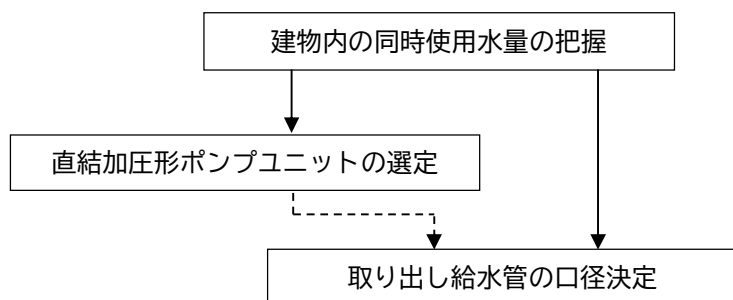 建物内の同時使用水量の把握
直結加圧形ポンプユニットの選定
取り出し給水管の口径決定